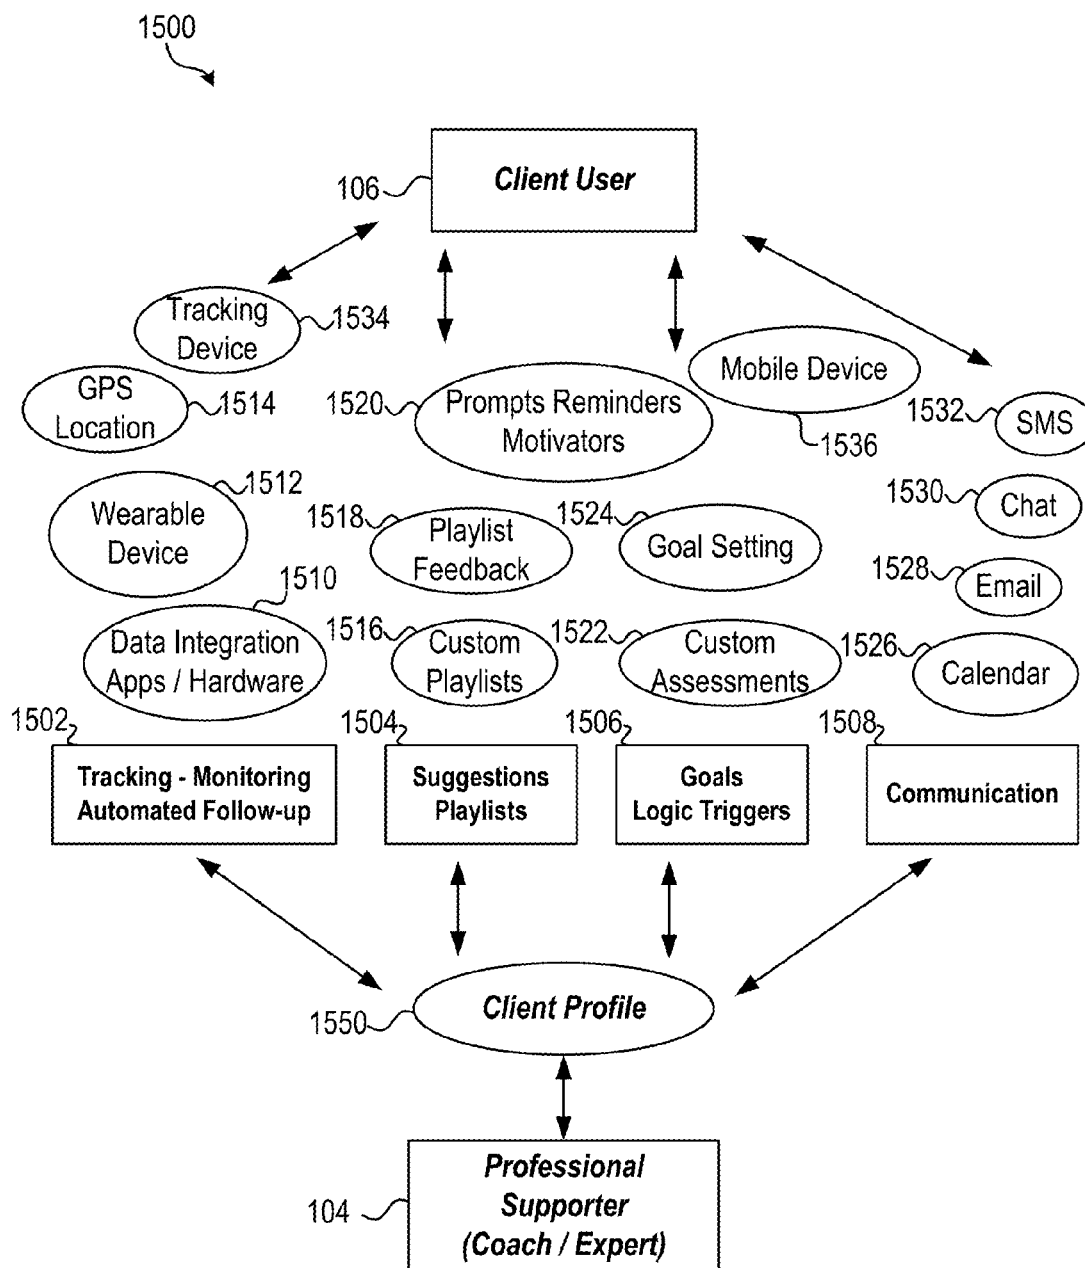 1500
Client User
106
Tracking
Device
1534
GPS
Location
1514
1520
Prompts Reminders
Motivators
Mobile Device
1536
1532
SMS
1512
Wearable
Device
1518
Playlist
Feedback
1524
Goal Setting
1530
Chat
1528
Email
1510
Data Integration
Apps / Hardware
1516
Custom
Playlists
1522
Custom
Assessments
1526
Calendar
1502
Tracking - Monitoring
Automated Follow-up
1504
Suggestions
Playlists
1506
Goals
Logic Triggers
1508
Communication
Client Profile
1550
Professional
Supporter
(Coach / Expert)
104